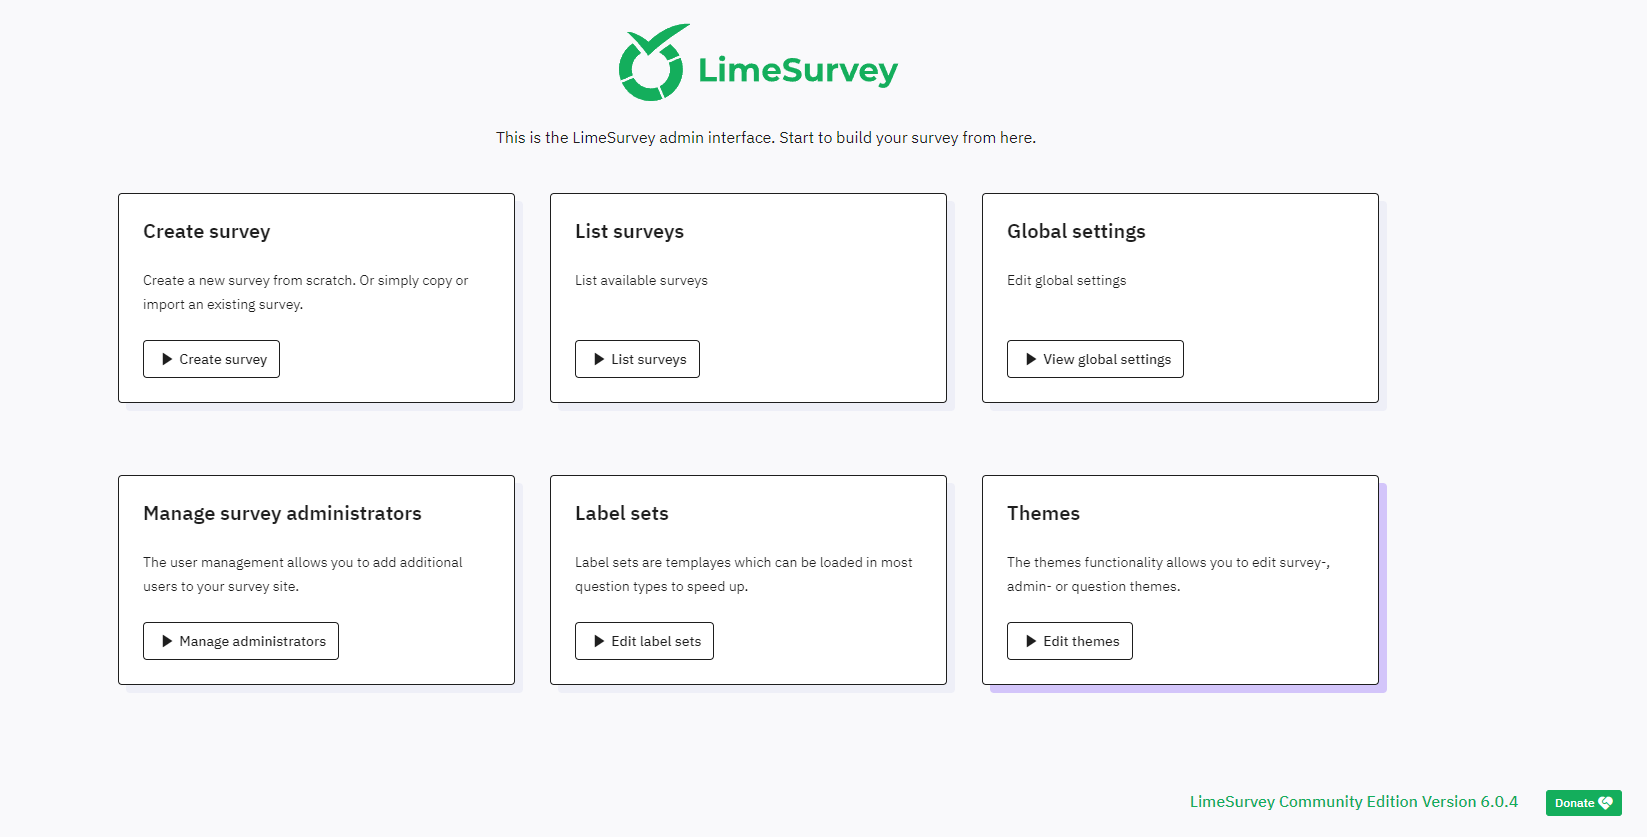 LimeSurvey
This is the LimeSurvey admin interface. Start to build your survey from here.
Create survey
Create a new survey from scratch. Or simply copy or
import an existing survey.
Create survey
List surveys
List available surveys
List surveys
Global settings
Edit global settings
View global settings
Manage survey administrators
The user management allows you to add additional
users to your survey site.
Manage administrators
Label sets
Label sets are templayes which can be loaded in most
question types to speed up.
Edit label sets
Themes
The themes functionality allows you to edit survey-,
admin- or question themes.
Edit themes
LimeSurvey Community Edition Version 6.0.4
Donate